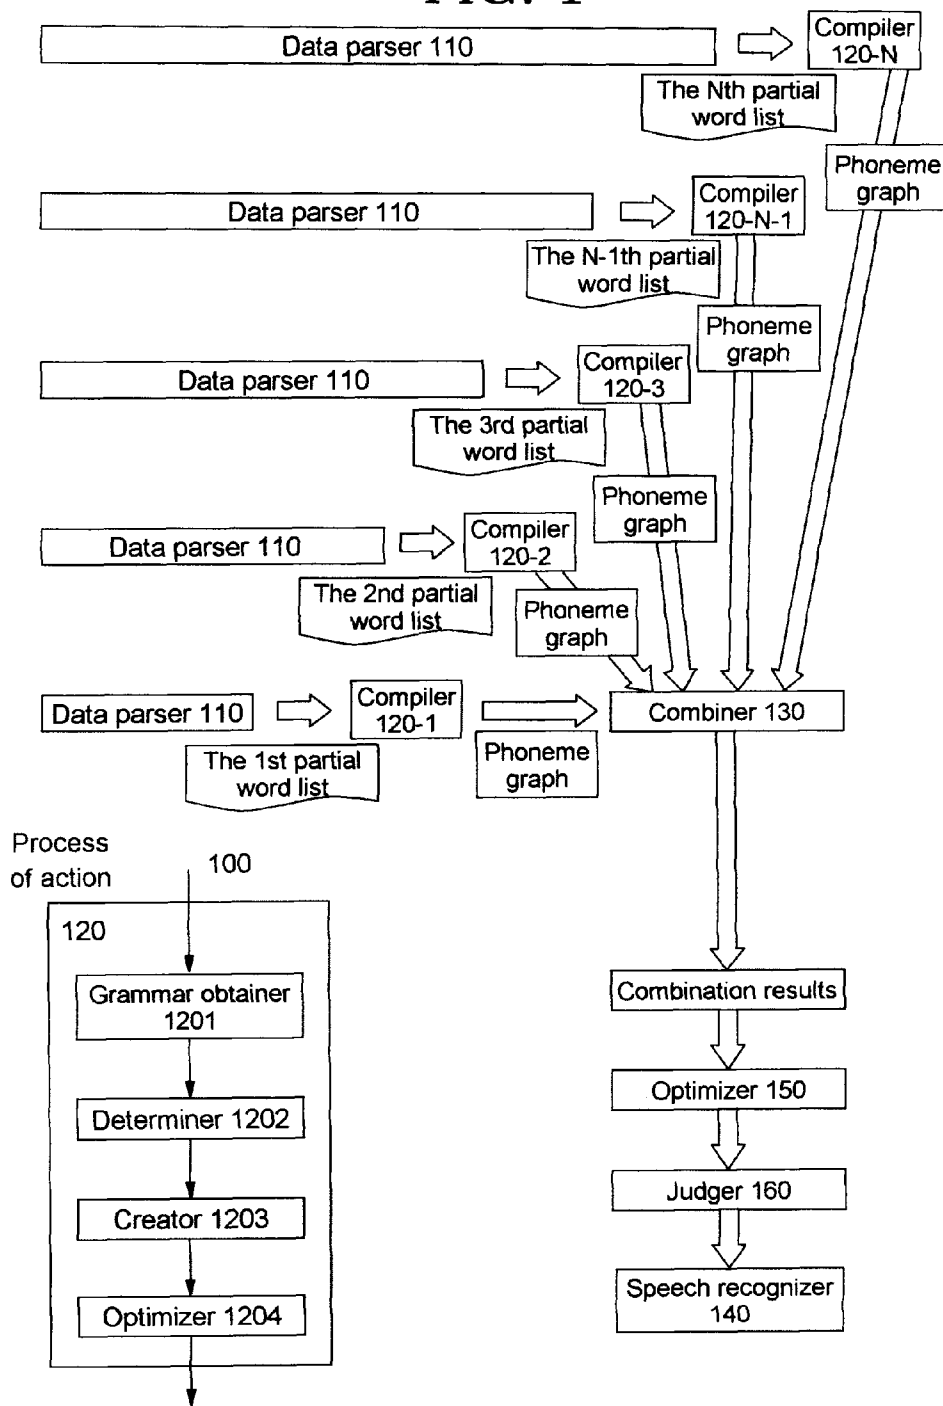 FIG. 1
Data parser 110
Compiler
120-N
The Nth partial
word list
Phoneme
graph
Data parser 110
Compiler
120-N-1
The N-1th partial
word list
Phoneme
graph
Data parser 110
Compiler
120-3
The 3rd partial
word list
Phoneme
graph
Data parser 110
Compiler
120-2
The 2nd partial
word list
Phoneme
graph
Data parser 110
Compiler
120-1
Combiner 130
The 1st partial
word list
Phoneme
graph
Process
of action
100
120
Grammar obtainer
1201
Determiner 1202
Creator 1203
Optimizer 1204
Combination results
Optimizer 150
Judger 160
Speech recognizer
140